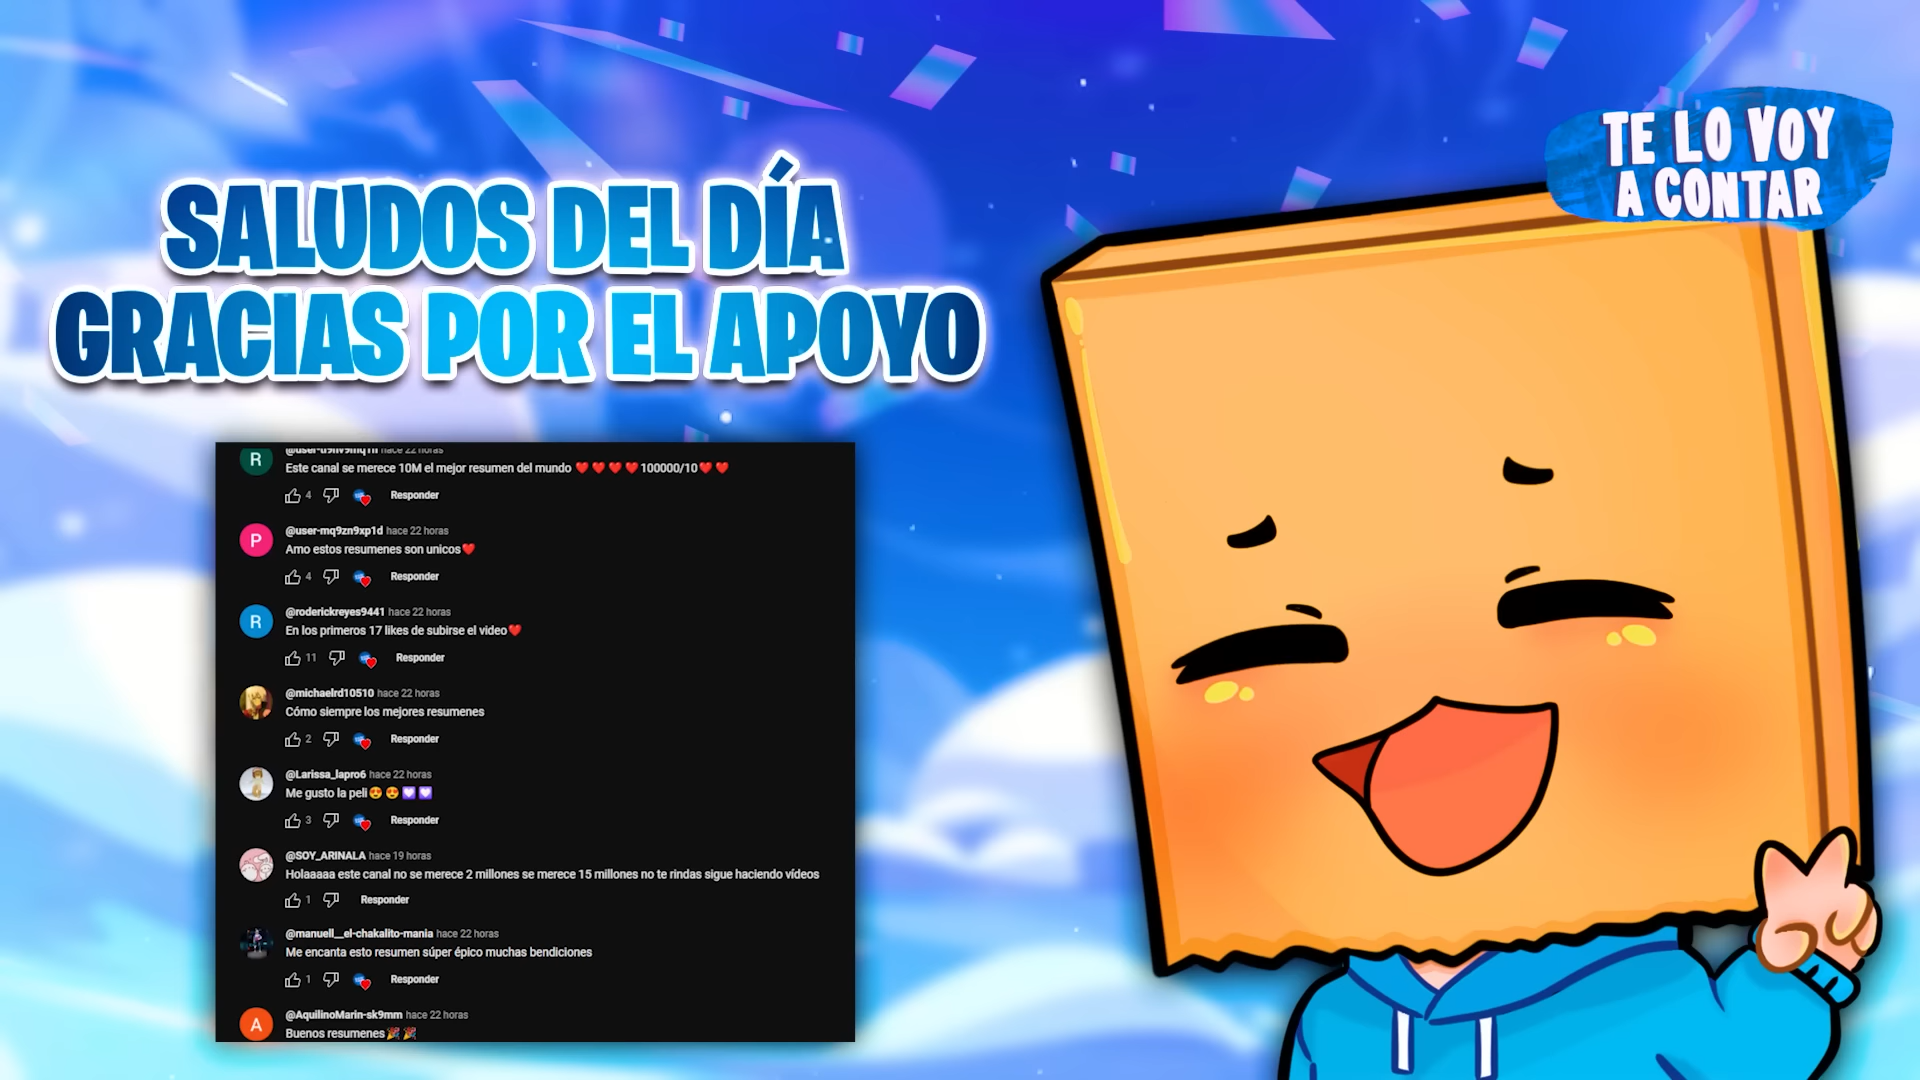 TE LO VOY
A CONTAR
SALUDOS DEL DÍA
GRACIAS POR EL APOYO
R
hace 22 horas
Este canal se merece 10M el mejor resumen del mundo ❤️❤️❤️❤️100000/10❤️❤️
4 Responder
P
@user-mq9zn9xp1d hace 22 horas
Amo estos resumenes son unicos❤️
4 Responder
R
@roderickreyes9441 hace 22 horas
En los primeros 17 likes de subirse el video❤️
11 Responder
@michaelrd10510 hace 22 horas
Cómo siempre los mejores resumenes
2 Responder
@Larissa_lapro6 hace 22 horas
Me gusto la peli😍😍💟💟
3 Responder
@SOY_ARINALA hace 19 horas
Holaaaaa este canal no se merece 2 millones se merece 15 millones no te rindas sigue haciendo vídeos
1 Responder
@manuell__el-chakalito-mania hace 22 horas
Me encanta esto resumen súper épico muchas bendiciones
1 Responder
A
@AquilinoMarin-sk9mm hace 22 horas
Buenos resumenes🎉🎉